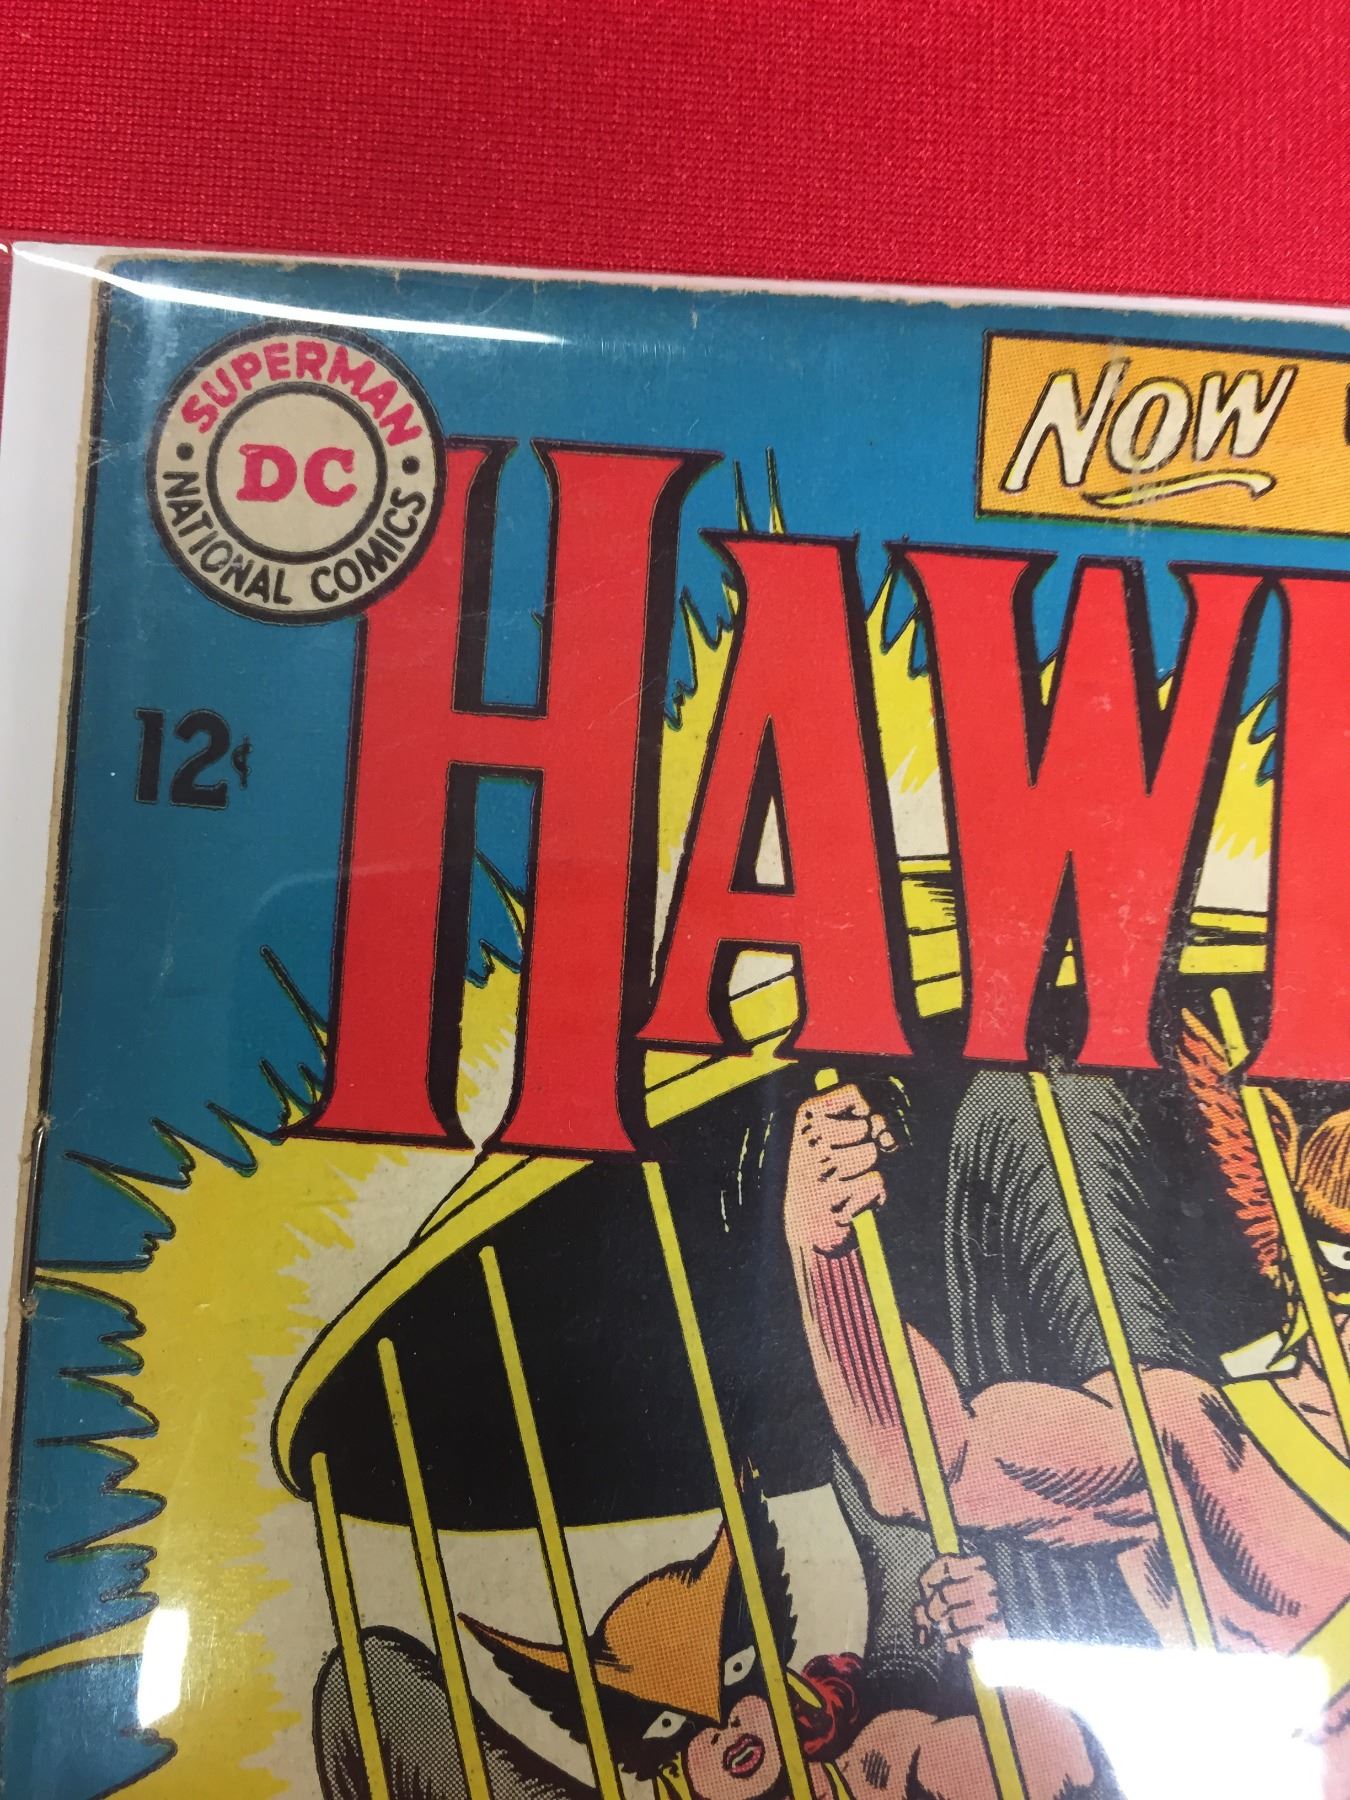 SUPERMAN
DC
NATIONAL COMICS
NOW
HAW
12¢